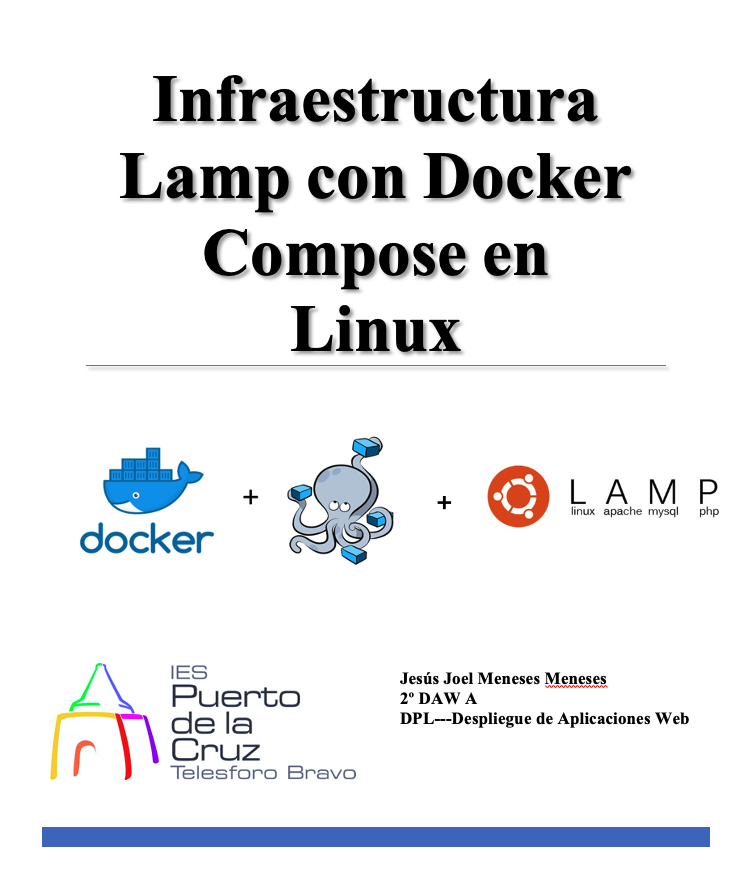 Infraestructura
Lamp con Docker
Compose en
Linux
docker
+
+
L A M P
linux apache mysql php
IES
Puerto
de la
Cruz
Telesforo Bravo
Jesús Joel Meneses Meneses
2º DAW A
DPL---Despliegue de Aplicaciones Web